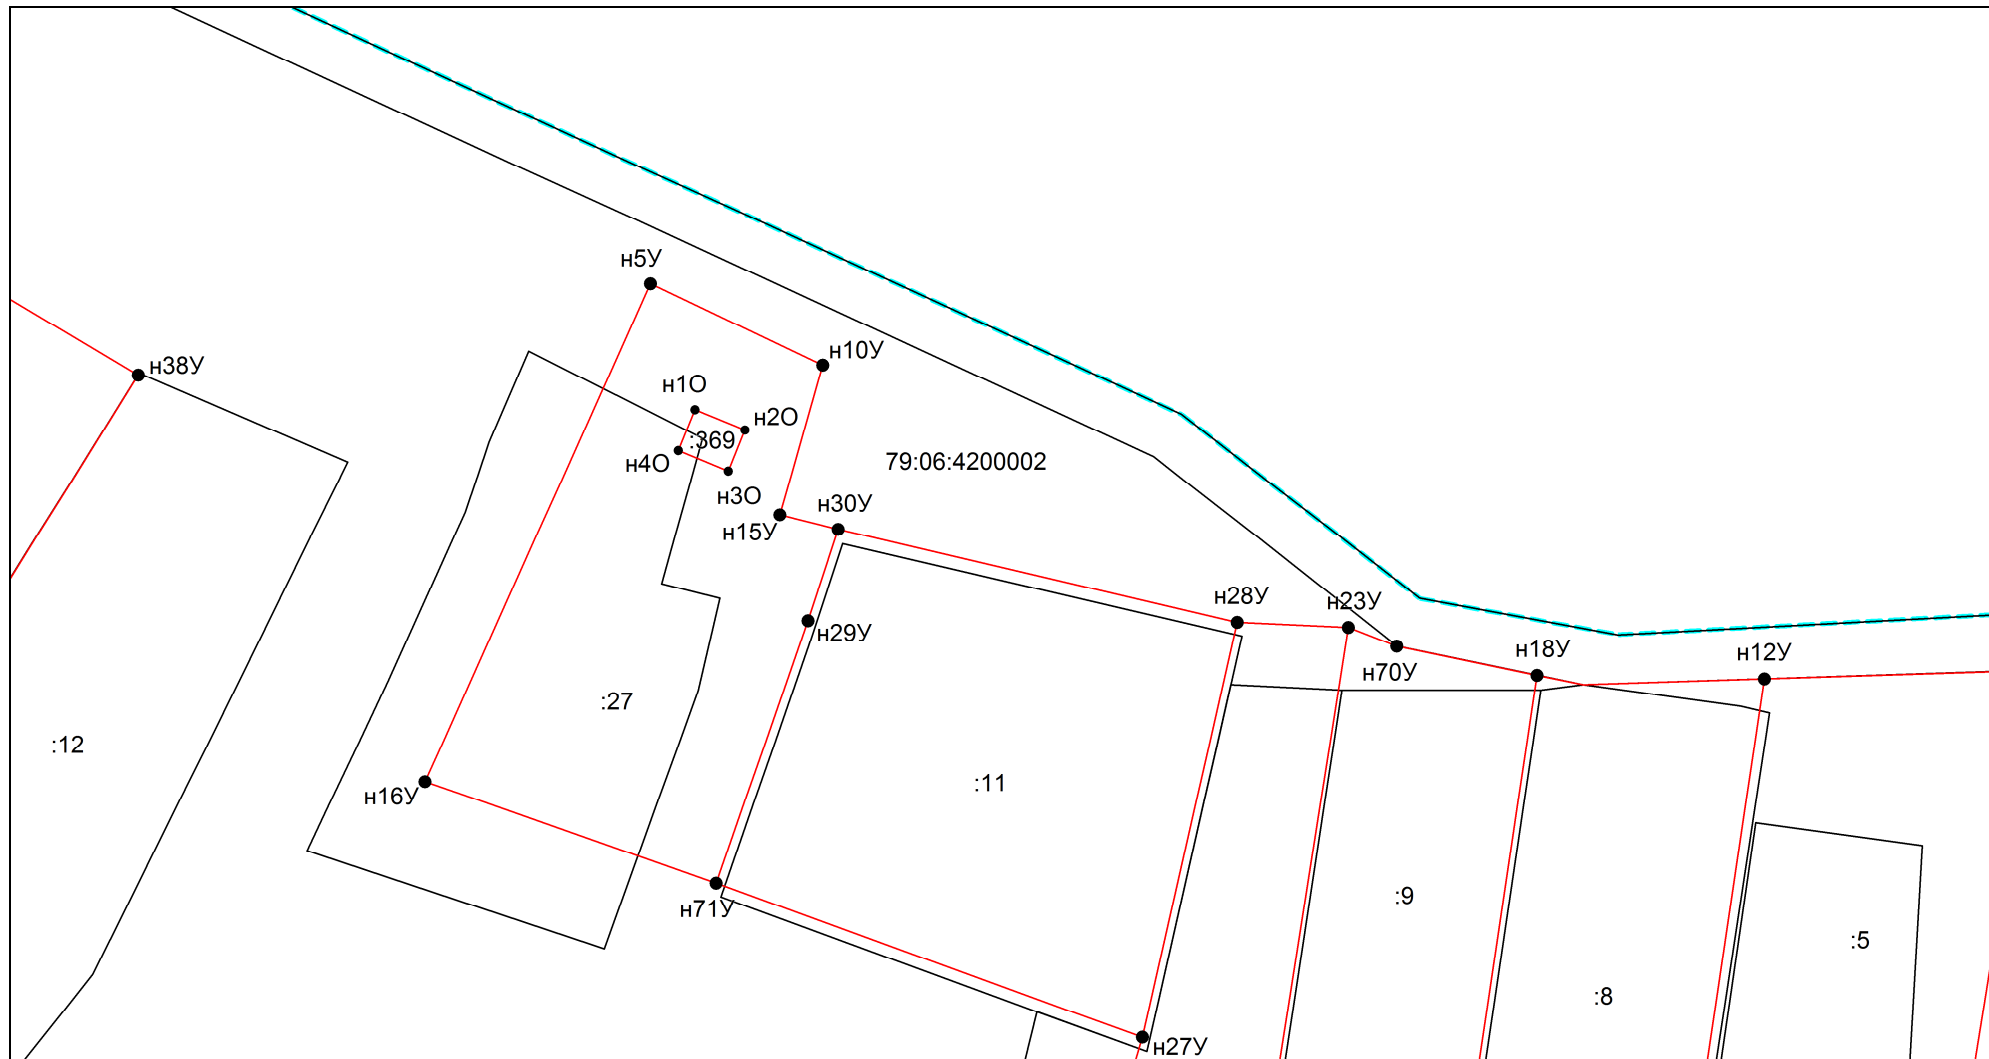 н5У
н10У
н38У
н1О
н2О
:369
н4О
79:06:4200002
н3О
н30У
н15У
н28У
н23У
н29У
н18У
н12У
н70У
:27
:12
:11
н16У
:9
н71У
:5
:8
н27У